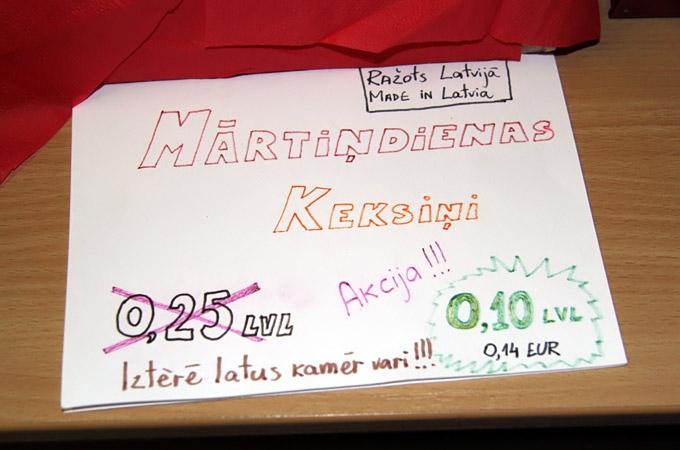 Ražots Latvijā
Made in Latvia
Mārtiņdienas
Keksiņi
Akcija!!!
0,25 LVL
0,10 LVL
0,14 EUR
Iztērē latus kamēr vari!!!